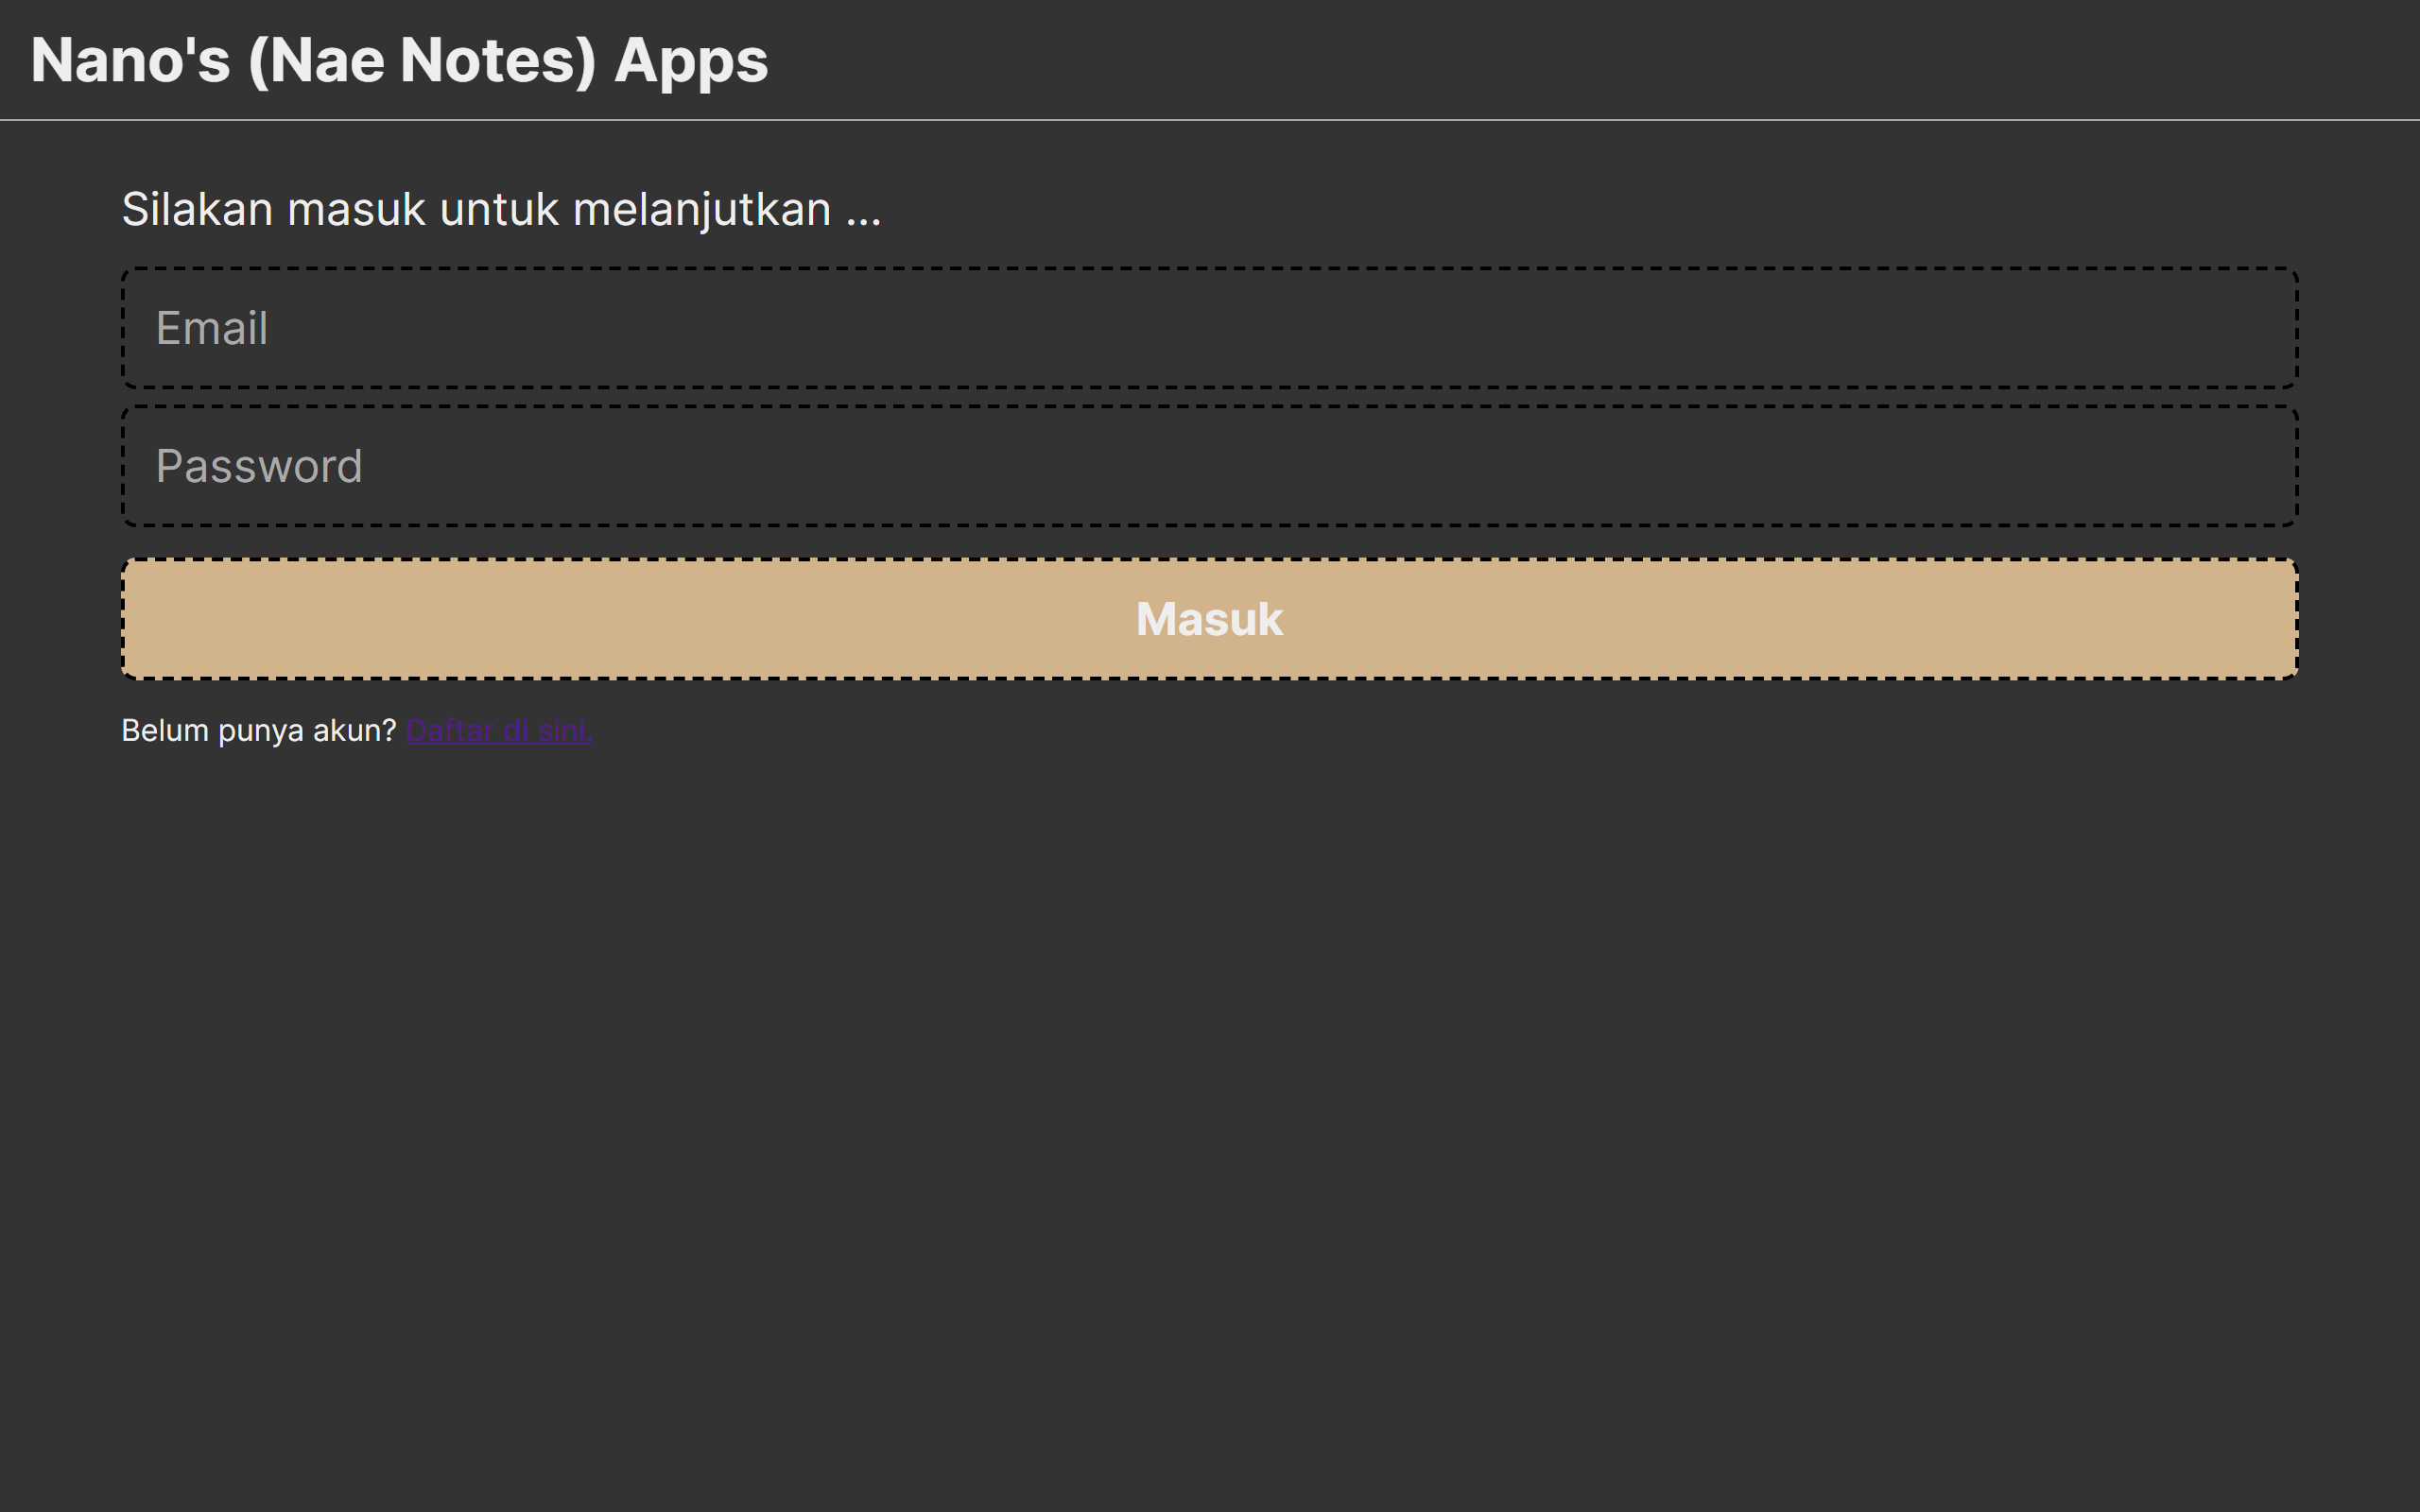 Nano's (Nae Notes) Apps
Silakan masuk untuk melanjutkan ...
Email
Password
Masuk
Belum punya akun? Daftar di sini.